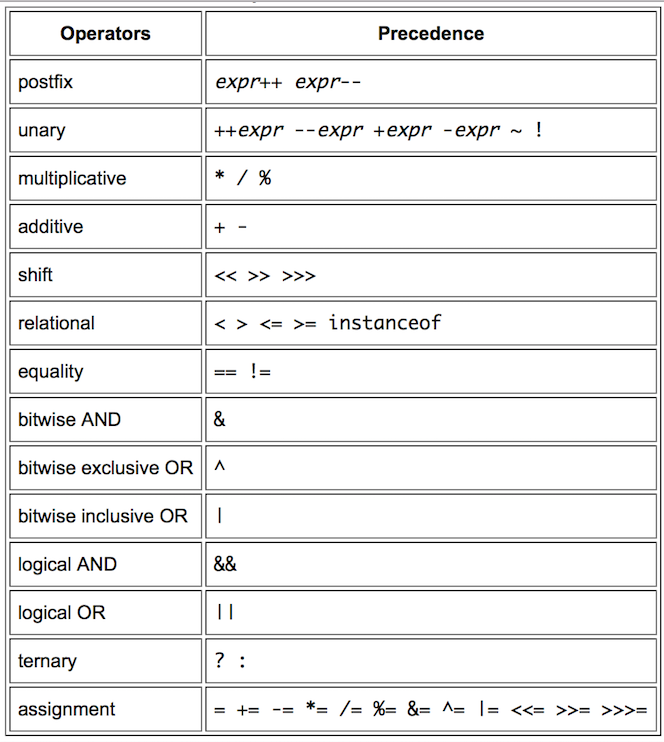 Operators Precedence
postfix expr++ expr--
unary ++expr --expr +expr -expr ~ !
multiplicative * / %
additive + -
shift << >> >>>
relational < > <= >= instanceof
equality == !=
bitwise AND &
bitwise exclusive OR ^
bitwise inclusive OR |
logical AND &&
logical OR ||
ternary ? :
assignment = += -= *= /= %= &= ^= |= <<= >>= >>>=